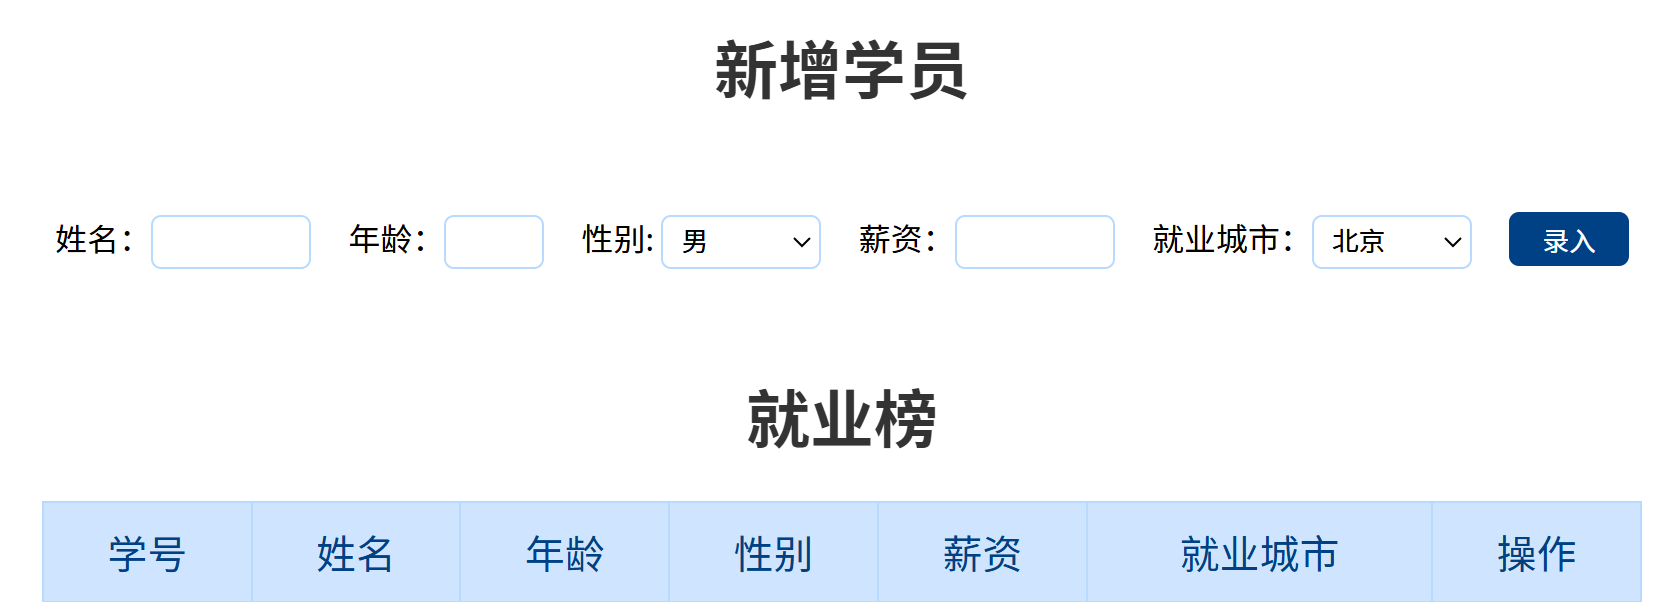 新增学员
姓名： 年龄： 性别: 男 薪资： 就业城市： 北京 录入
就业榜
学号 姓名 年龄 性别 薪资 就业城市 操作